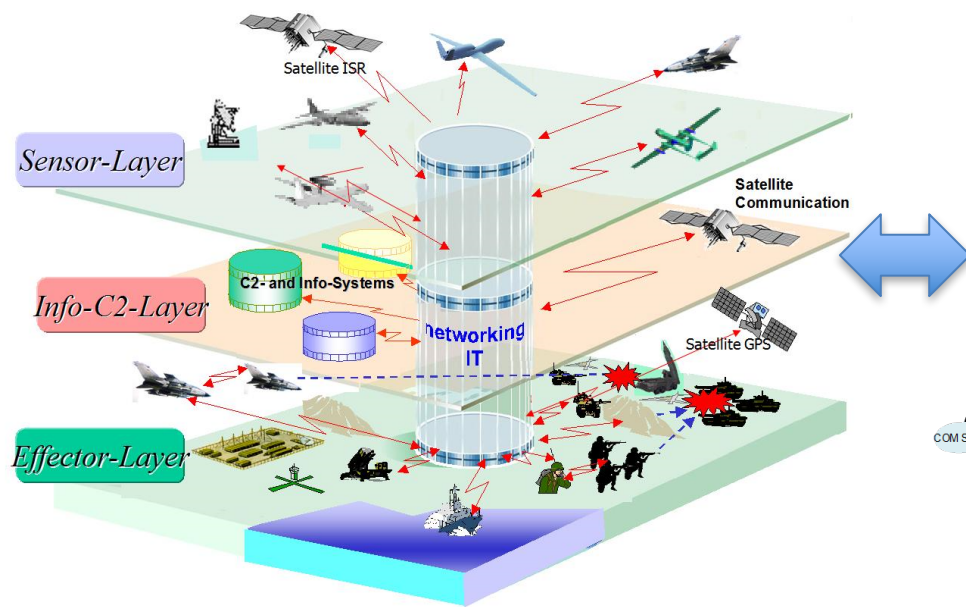 Satellite ISR
Sensor-Layer
Satellite
Communication
C2- and Info-Systems
Info-C2-Layer
networking
IT
Satellite GPS
Effector-Layer
COM S